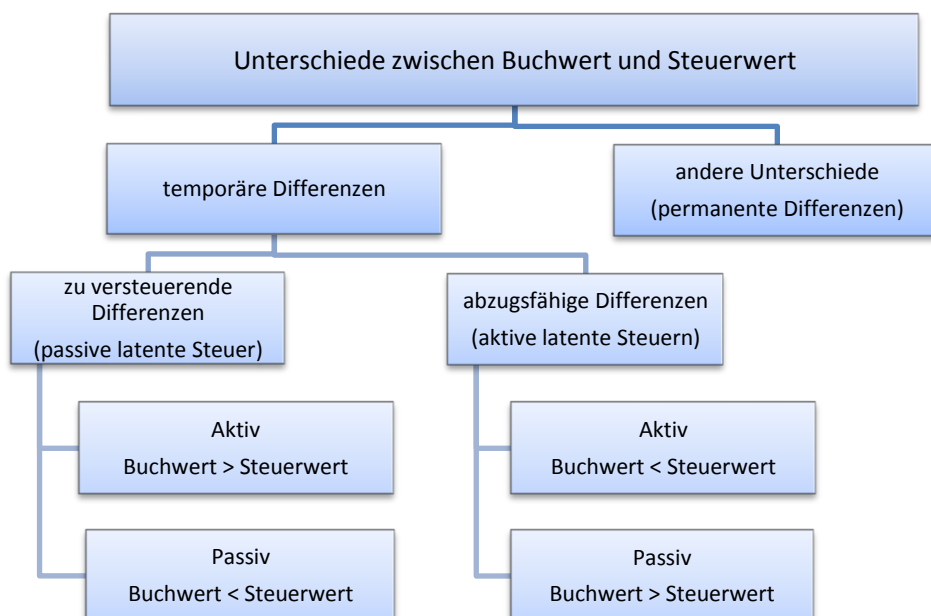 Unterschiede zwischen Buchwert und Steuerwert
temporäre Differenzen
andere Unterschiede
(permanente Differenzen)
zu versteuerende
Differenzen
(passive latente Steuer)
abzugsfähige Differenzen
(aktive latente Steuern)
Aktiv
Buchwert > Steuerwert
Aktiv
Buchwert < Steuerwert
Passiv
Buchwert < Steuerwert
Passiv
Buchwert > Steuerwert